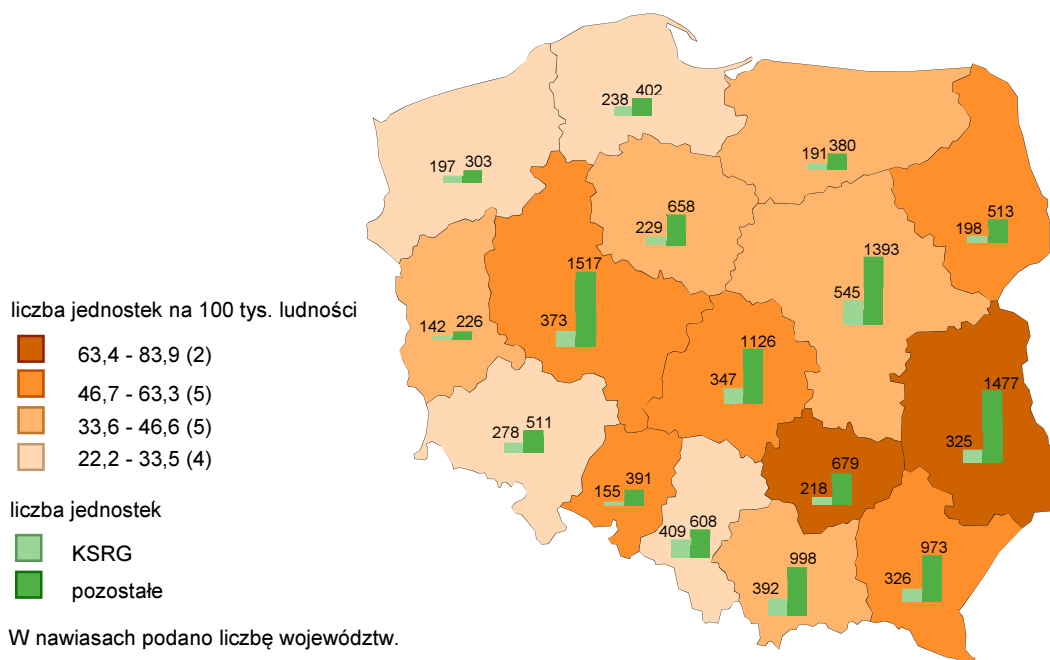 238 402
191 380
197 303
229 658
198 513
373 1517
545 1393
142 226
347 1126
325 1477
278 511
155 391
218 679
409 608
392 998
326 973
liczba jednostek na 100 tys. ludności
63,4 - 83,9 (2)
46,7 - 63,3 (5)
33,6 - 46,6 (5)
22,2 - 33,5 (4)
liczba jednostek
KSRG
pozostałe
W nawiasach podano liczbę województw.